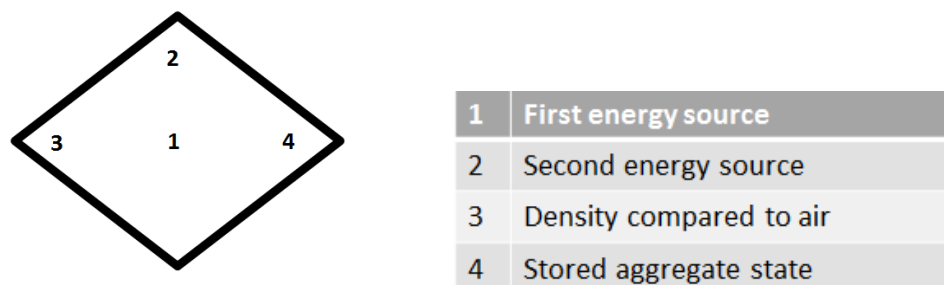 2
3 1 4
1 First energy source
2 Second energy source
3 Density compared to air
4 Stored aggregate state